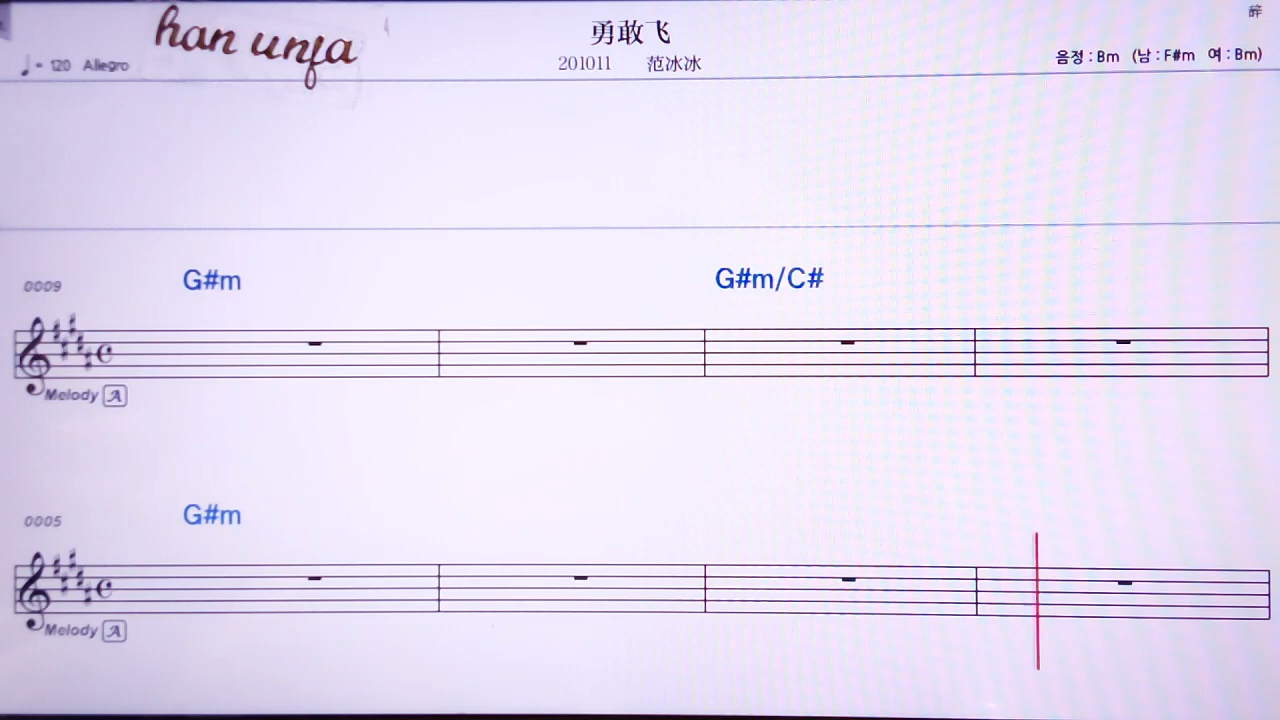 han unfa
勇敢飞
♩ = 120 Allegro
201011 范冰冰
음정 : Bm (남 : F#m 여 : Bm)
0009 G#m G#m/C#
Melody A
0005 G#m
Melody A